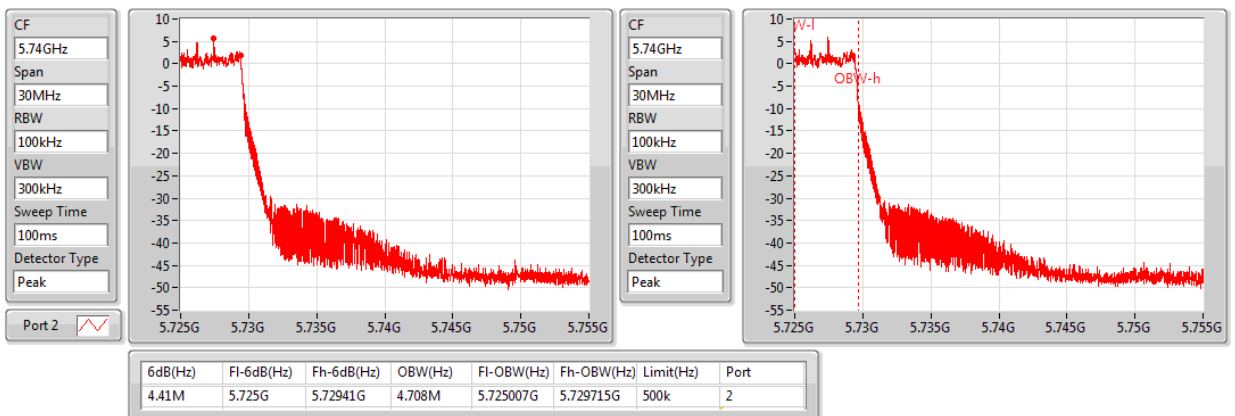 CF
5.74GHz
Span
30MHz
RBW
100kHz
VBW
300kHz
Sweep Time
100ms
Detector Type
Peak
Port 2
10
5
0
-5
-10
-15
-20
-25
-30
-35
-40
-45
-50
-55
5.725G 5.73G 5.735G 5.74G 5.745G 5.75G 5.755G
CF
5.74GHz
Span
30MHz
RBW
100kHz
VBW
300kHz
Sweep Time
100ms
Detector Type
Peak
10
5
0
-5
-10
-15
-20
-25
-30
-35
-40
-45
-50
-55
W-l
OBW-h
5.725G 5.73G 5.735G 5.74G 5.745G 5.75G 5.755G
6dB(Hz) Fl-6dB(Hz) Fh-6dB(Hz) OBW(Hz) Fl-OBW(Hz) Fh-OBW(Hz) Limit(Hz) Port
4.41M 5.725G 5.72941G 4.708M 5.725007G 5.729715G 500k 2